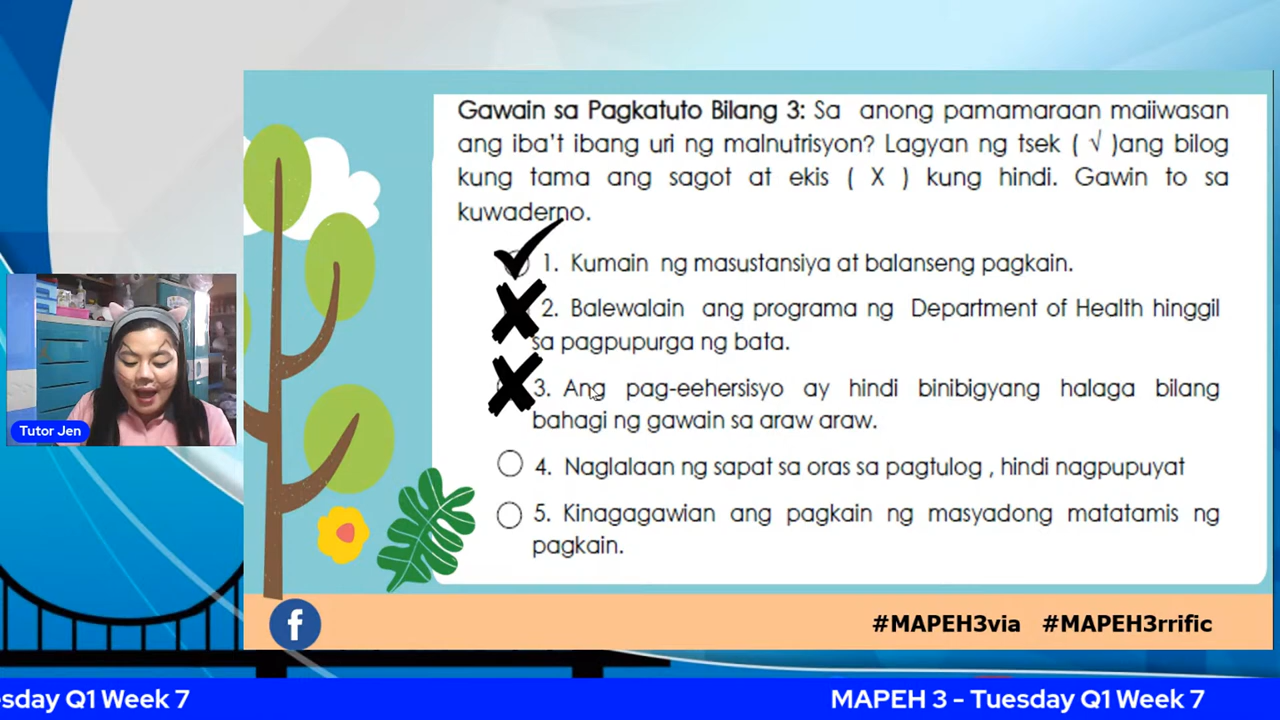 Gawain sa Pagkatuto Bilang 3: Sa anong pamamaraan maiiwasan
ang iba't ibang uri ng malnutrisyon? Lagyan ng tsek ( √ )ang bilog
kung tama ang sagot at ekis ( X ) kung hindi. Gawin to sa
kuwaderno.
1. Kumain ng masustansiya at balanseng pagkain.
2. Balewalain ang programa ng Department of Health hinggil
sa pagpupurga ng bata.
3. Ang pag-eehersisyo ay hindi binibigyang halaga bilang
bahagi ng gawain sa araw araw.
4. Naglalaan ng sapat sa oras sa pagtulog , hindi nagpupuyat
5. Kinagagawian ang pagkain ng masyadong matatamis ng
pagkain.
Tutor Jen
f
#MAPEH3via #MAPEH3rrific
esday Q1 Week 7
MAPEH 3 - Tuesday Q1 Week 7